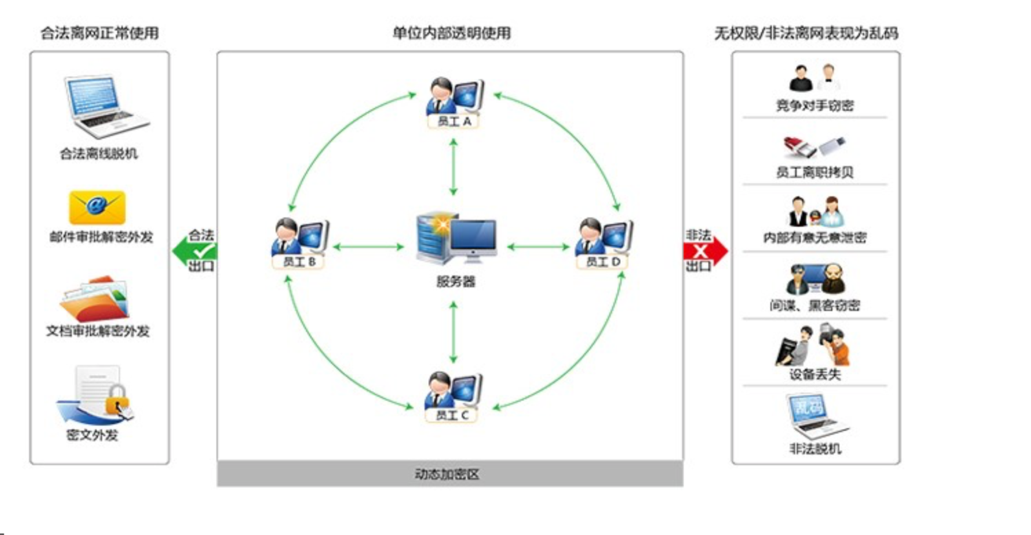 合法离网正常使用
单位内部透明使用
无权限/非法离网表现为乱码
合法离线脱机
邮件审批解密外发
文档审批解密外发
密文外发
合法
出口
员工 A
员工 B
服务器
员工 D
员工 C
动态加密区
非法
出口
竞争对手窃密
员工离职拷贝
内部有意无意泄密
间谍、黑客窃密
设备丢失
乱码
非法脱机